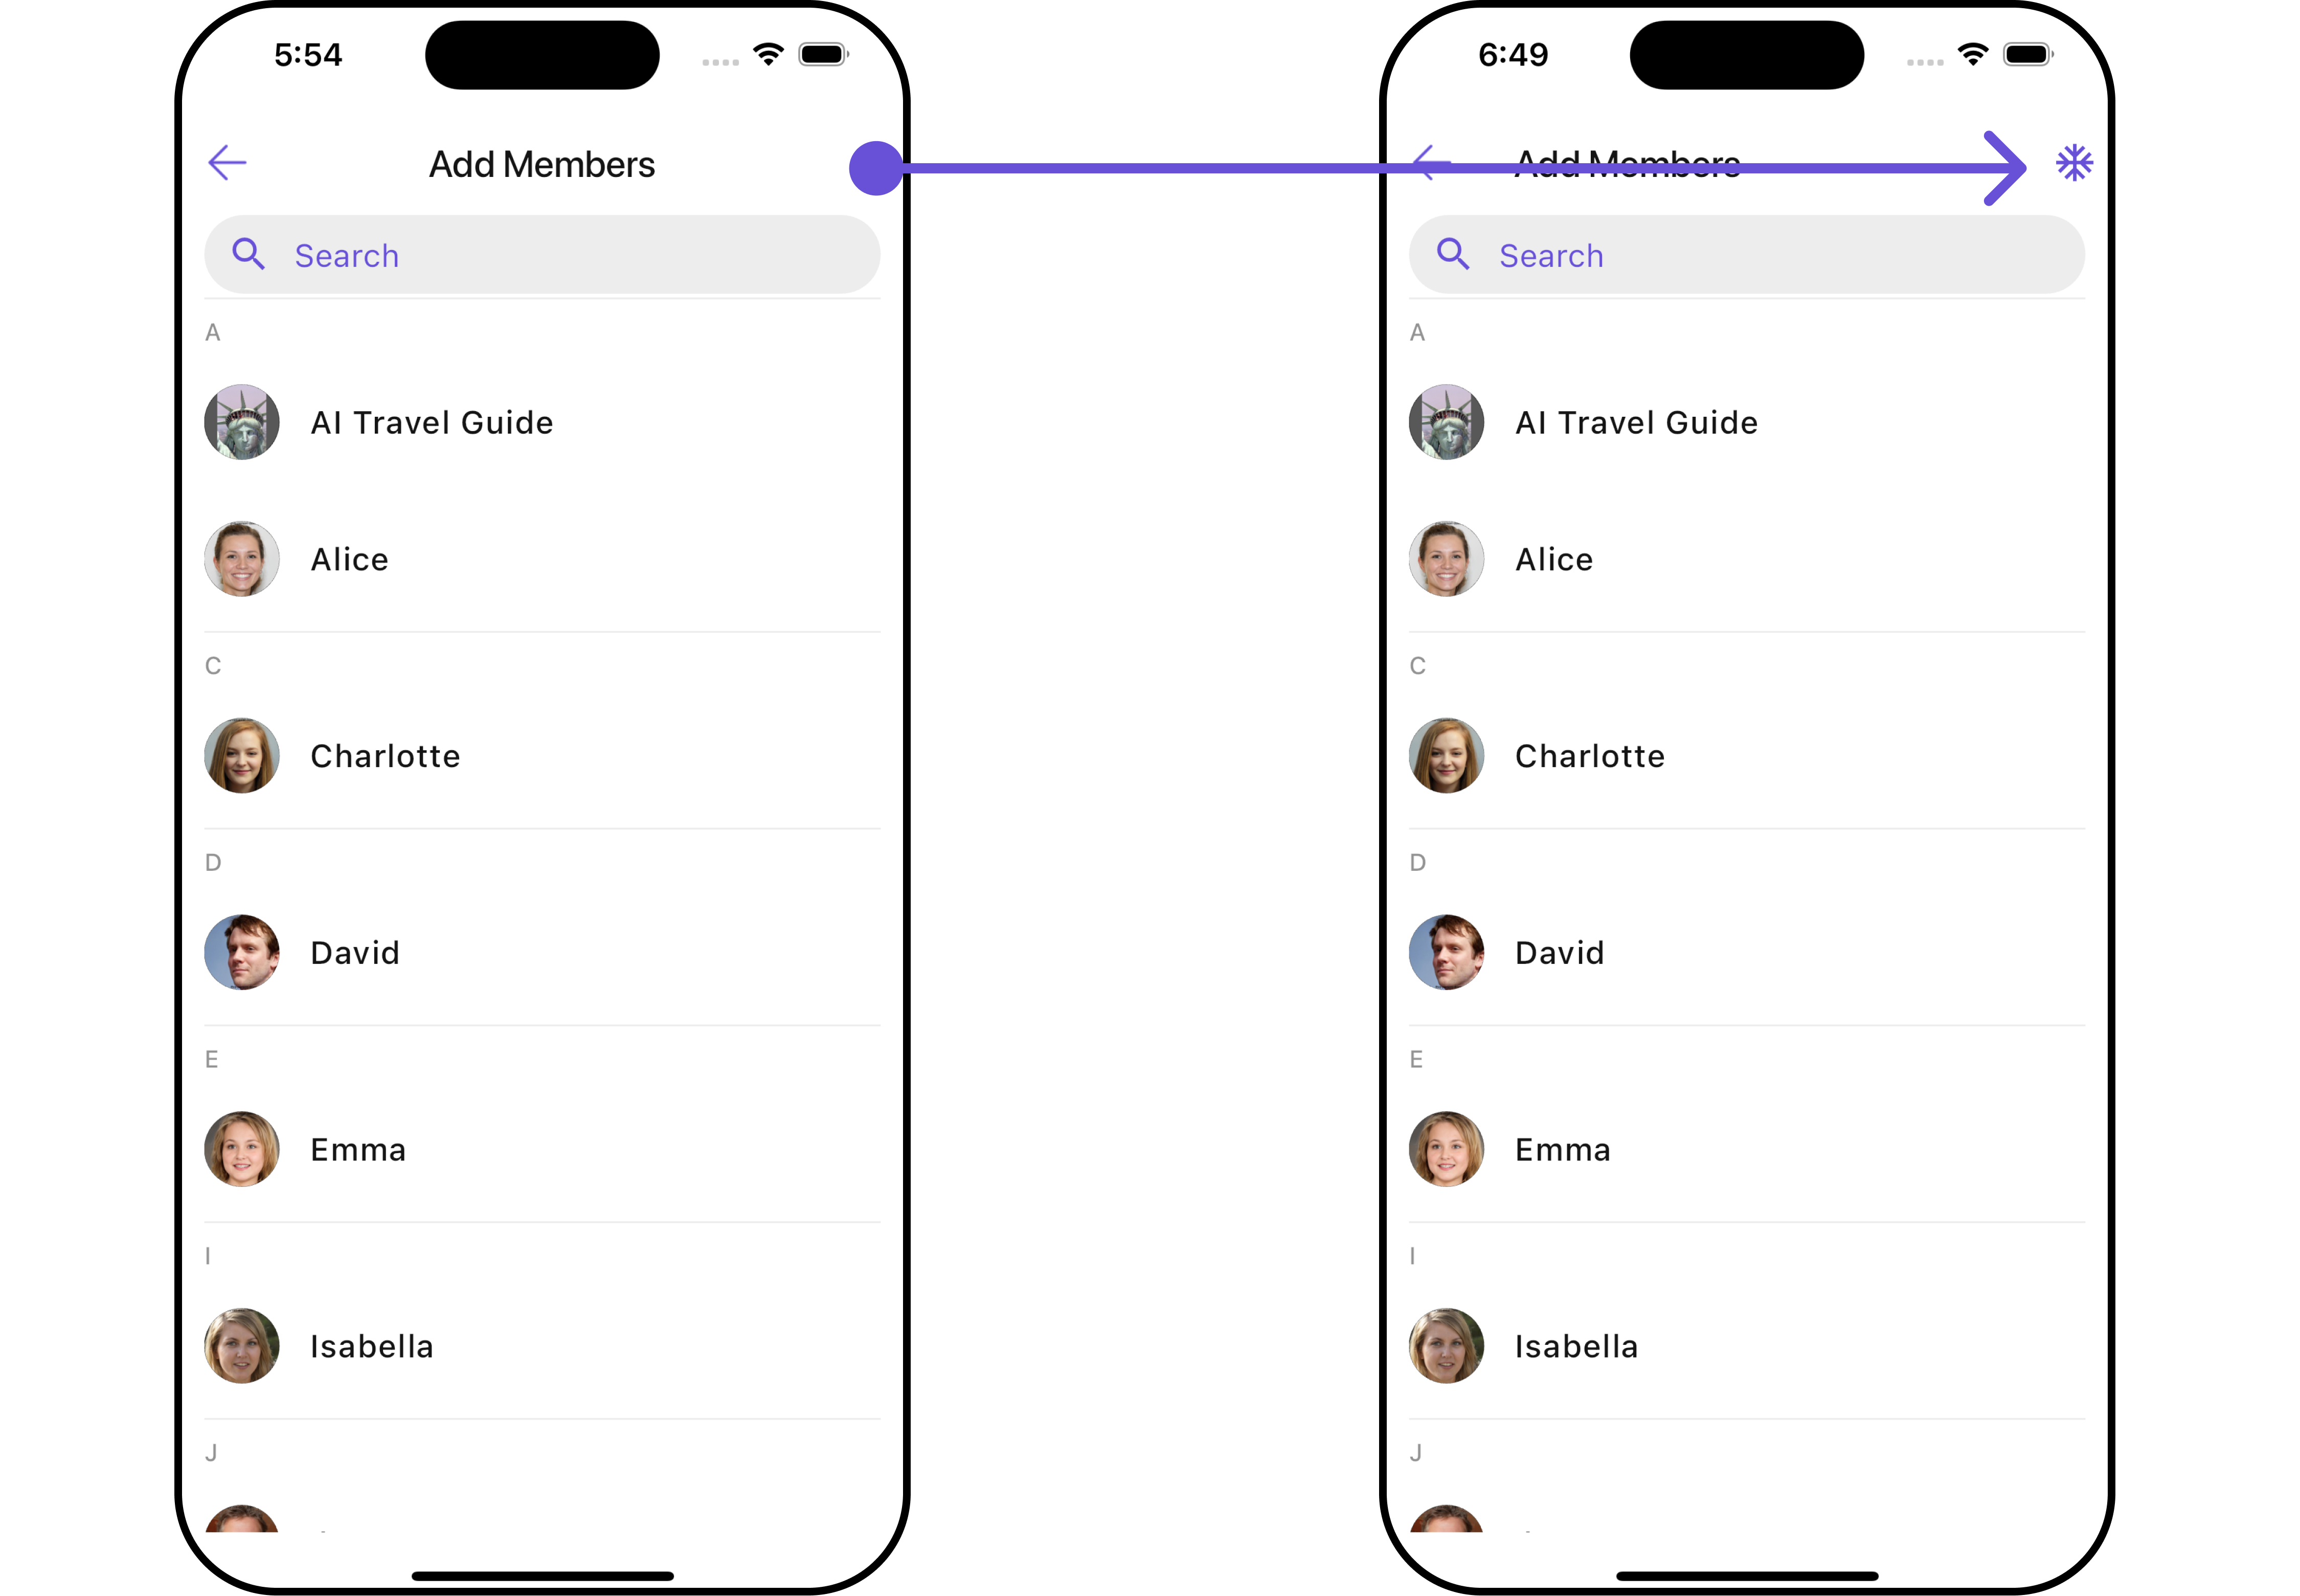 5:54
Add Members
Search
A
AI Travel Guide
Alice
C
Charlotte
D
David
E
Emma
I
Isabella
J
6:49
Add Members
Search
A
AI Travel Guide
Alice
C
Charlotte
D
David
E
Emma
I
Isabella
J